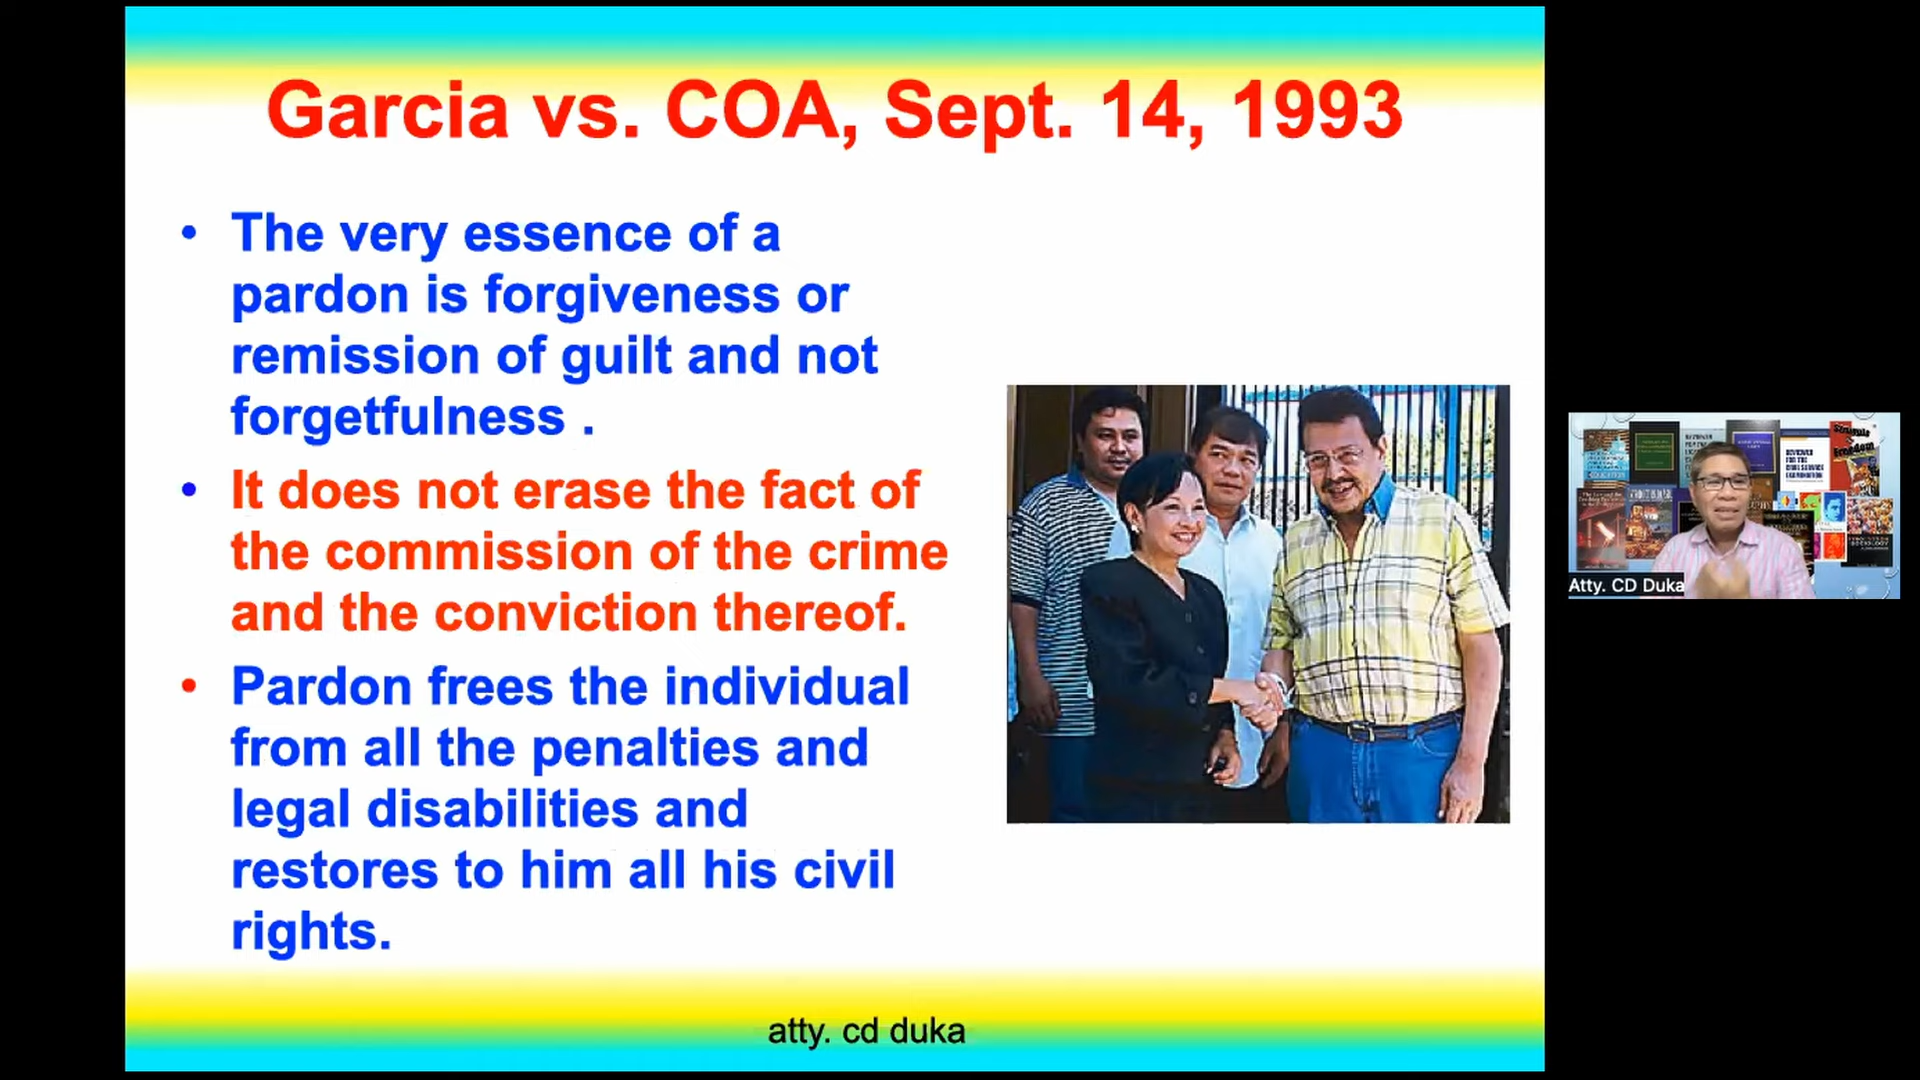 Garcia vs. COA, Sept. 14, 1993
• The very essence of a
pardon is forgiveness or
remission of guilt and not
forgetfulness .
• It does not erase the fact of
the commission of the crime
and the conviction thereof.
• Pardon frees the individual
from all the penalties and
legal disabilities and
restores to him all his civil
rights.
atty. cd duka
Atty. CD Duka